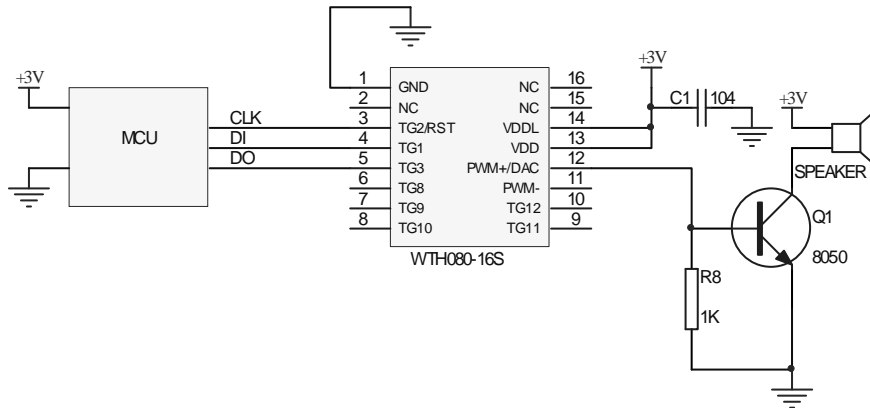 +3V
MCU
CLK
DI
DO
1 GND NC 16
2 NC NC 15
3 TG2/RST VDDL 14
4 TG1 VDD 13
5 TG3 PWM+/DAC 12
6 TG8 PWM- 11
7 TG9 TG12 10
8 TG10 TG11 9
WTH080-16S
+3V
C1 104
+3V
SPEAKER
Q1
8050
R8
1K